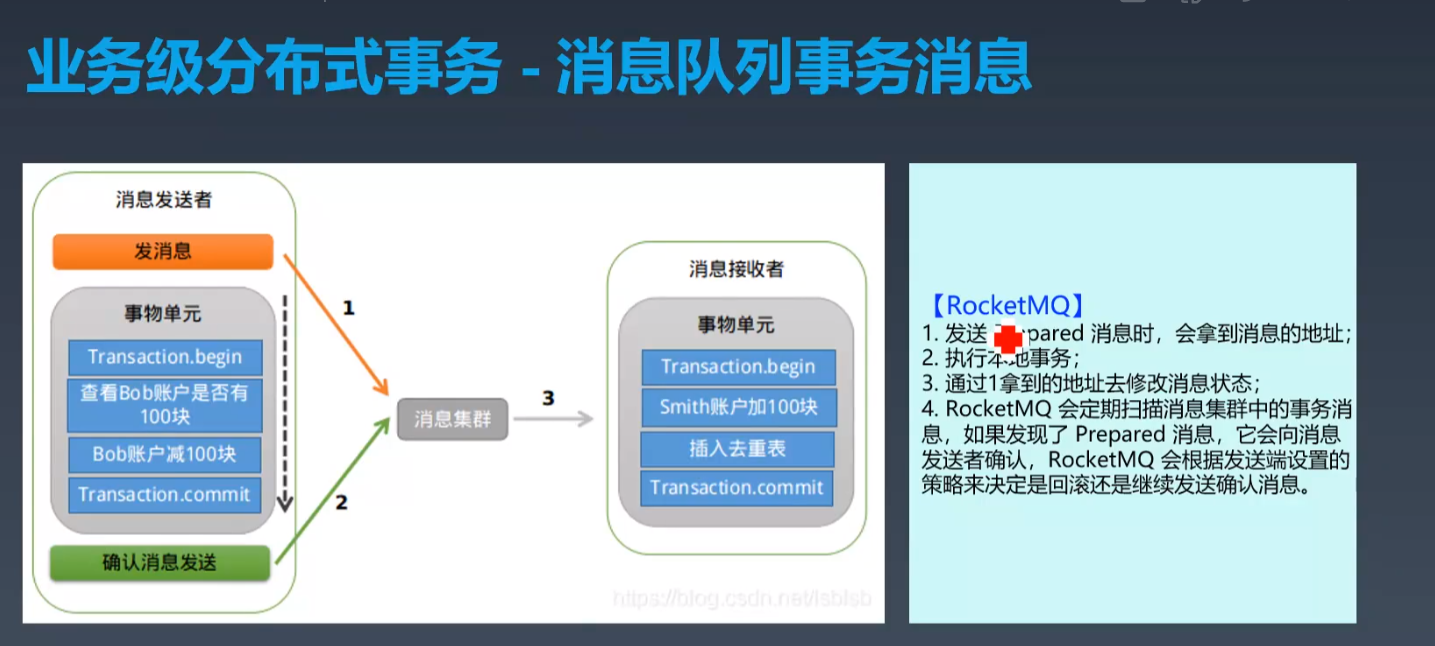 业务级分布式事务 - 消息队列事务消息
消息发送者
发消息
事物单元
Transaction.begin
查看Bob账户是否有
100块
Bob账户减100块
Transaction.commit
确认消息发送
1
2
消息集群
3
消息接收者
事物单元
Transaction.begin
Smith账户加100块
插入去重表
Transaction.commit
https://blog.csdn.net/lsblsb
【RocketMQ】
1. 发送 pared 消息时，会拿到消息的地址；
2. 执行本地事务；
3. 通过1拿到的地址去修改消息状态；
4. RocketMQ 会定期扫描消息集群中的事务消
息，如果发现了 Prepared 消息，它会向消息
发送者确认，RocketMQ 会根据发送端设置的
策略来决定是回滚还是继续发送确认消息。